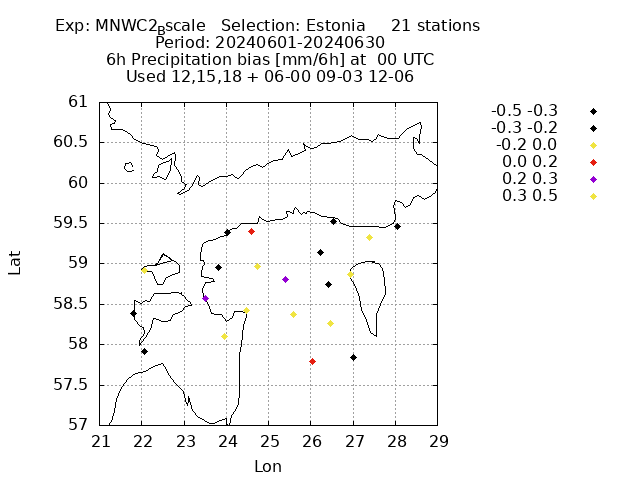 Exp: MNWC2Bscale   Selection: Estonia     21 stations
Period: 20240601-20240630
6h Precipitation bias [mm/6h] at  00 UTC
Used 12,15,18 + 06-00 09-03 12-06
-0.5 -0.3
-0.3 -0.2
-0.2 0.0
0.0 0.2
0.2 0.3
0.3 0.5
61
60.5
60
59.5
59
58.5
58
57.5
57
Lat
21 22 23 24 25 26 27 28 29
Lon